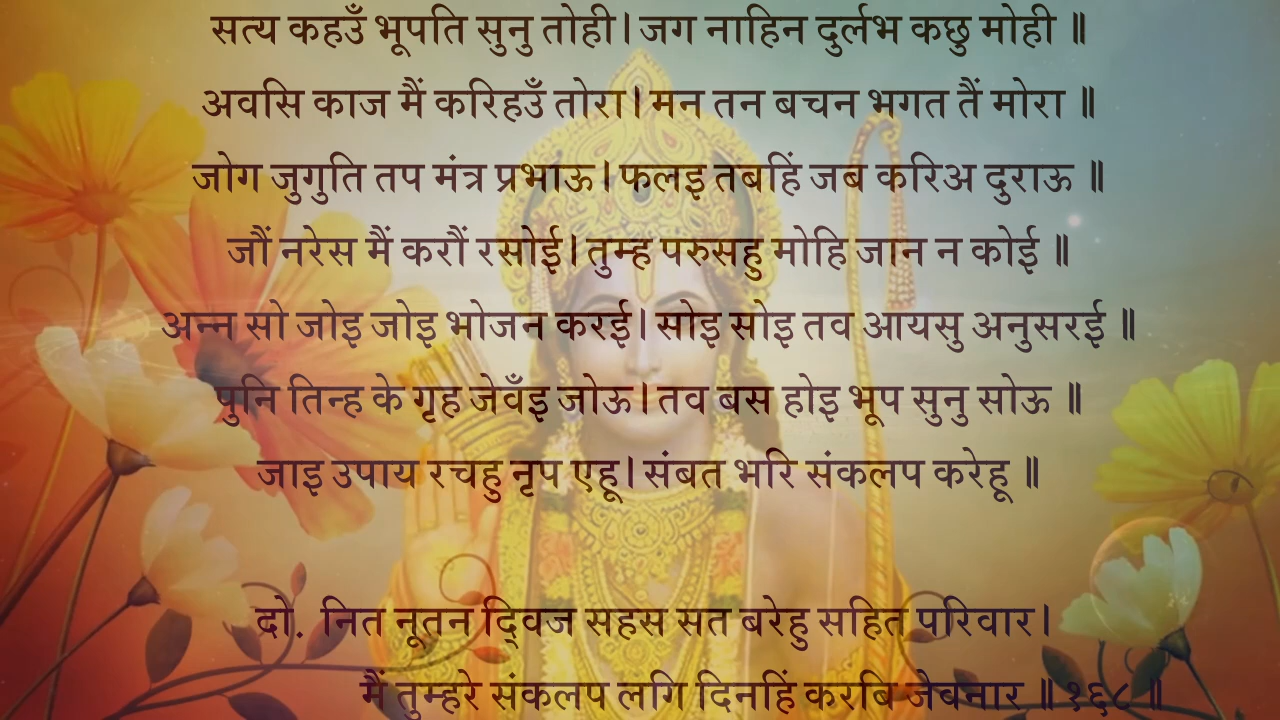 सत्य कहउँ भूपति सुनु तोही। जग नाहिन दुर्लभ कछु मोही ॥
अवसि काज मैं करिहउँ तोरा। मन तन बचन भगत तैं मोरा ॥
जोग जुगुति तप मंत्र प्रभाऊ। फलइ तबहिं जब करिअ दुराऊ ॥
जौं नरेस मैं करौं रसोई। तुम्ह परुसहु मोहि जान न कोई ॥
अन्न सो जोइ जोइ भोजन करई। सोइ सोइ तव आयसु अनुसरई ॥
पुनि तिन्ह के गृह जेवँइ जोऊ। तव बस होइ भूप सुनु सोऊ ॥
जाइ उपाय रचहु नृप एहू। संबत भरि संकलप करेहू ॥
दो. नित नूतन द्विज सहस सत बरेहु सहित परिवार।
मैं तुम्हरे संकलप लगि दिनहिं करबि जेवनार ॥ १६८ ॥